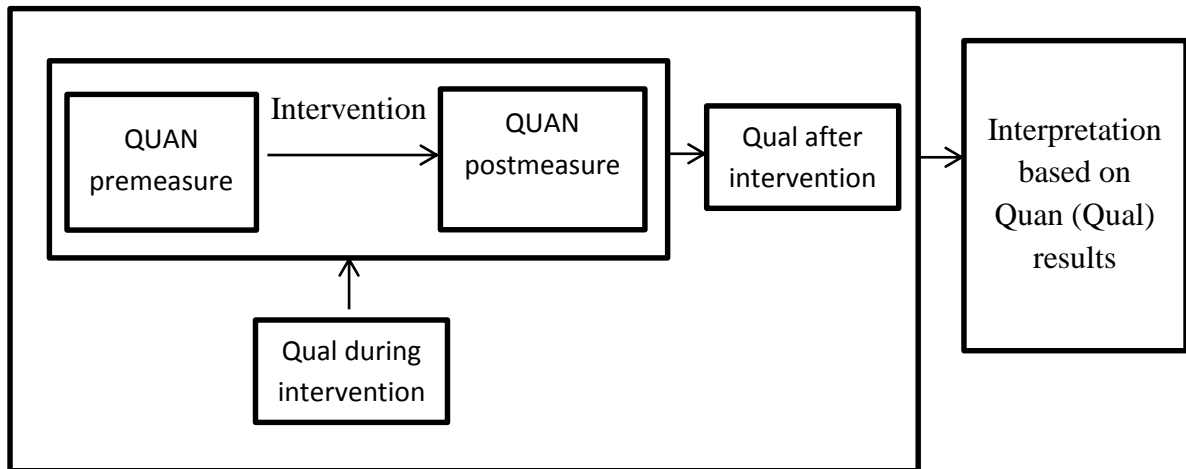 QUAN
premeasure
Intervention
QUAN
postmeasure
Qual after
intervention
Qual during
intervention
Interpretation
based on
Quan (Qual)
results